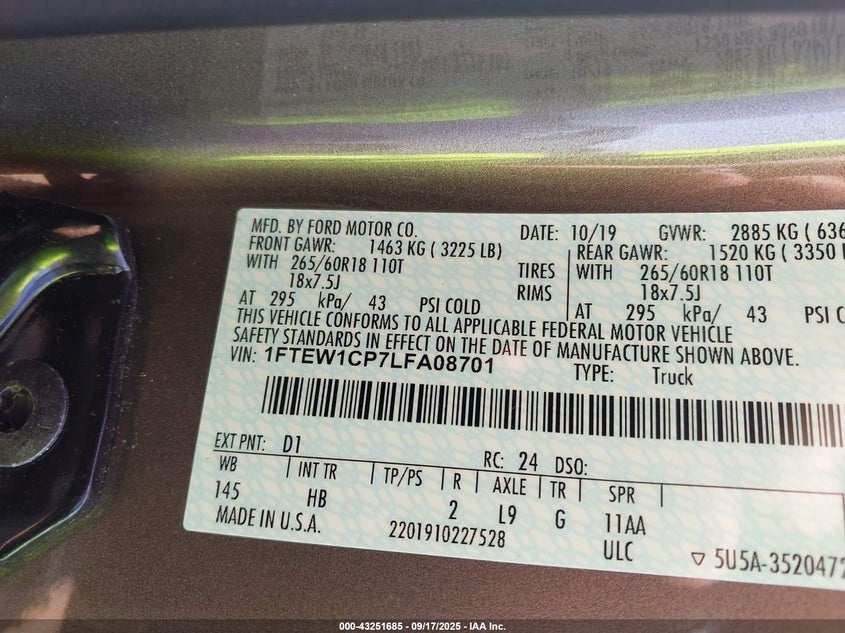 MFD. BY FORD MOTOR CO. DATE: 10/19 GVWR: 2885 KG ( 636
FRONT GAWR: 1463 KG ( 3225 LB) REAR GAWR: 1520 KG ( 3350
WITH 265/60R18 110T TIRES WITH 265/60R18 110T
18x7.5J RIMS 18x7.5J
AT 295 kPa/ 43 PSI COLD AT 295 kPa/ 43 PSI C
THIS VEHICLE CONFORMS TO ALL APPLICABLE FEDERAL MOTOR VEHICLE
SAFETY STANDARDS IN EFFECT ON THE DATE OF MANUFACTURE SHOWN ABOVE.
VIN: 1FTEW1CP7LFA08701 TYPE: Truck
EXT PNT: D1 RC: 24 DSO:
WB INT TR TP/PS R AXLE TR SPR
145 HB 2 L9 G 11AA
MADE IN U.S.A. 2201910227528 ULC ▽ 5U5A-3520472
000-43251685 - 09/17/2025 - IAA Inc.